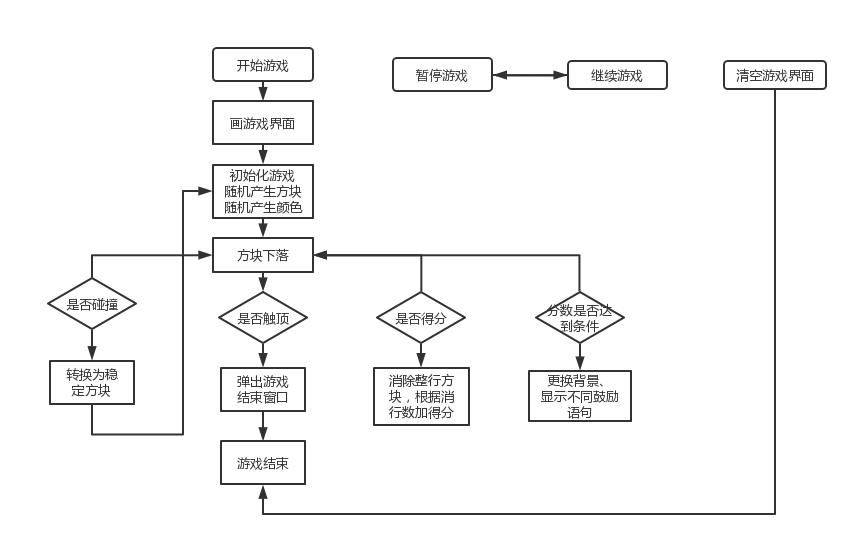 开始游戏
暂停游戏
继续游戏
清空游戏界面
画游戏界面
初始化游戏
随机产生方块
随机产生颜色
方块下落
是否碰撞
是否触顶
是否得分
分数是否达
到条件
转换为稳
定方块
弹出游戏
结束窗口
消除整行方
块，根据消
行数加得分
更换背景、
显示不同鼓励
语句
游戏结束